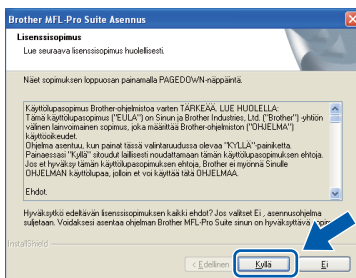 Brother MFL-Pro Suite Asennus
Lisenssisopimus
Lue seuraava lisenssisopimus huolellisesti.
Näet sopimuksen loppuosan painamalla PAGEDOWN-näppäintä.
Käyttölupasopimus Brother-ohjelmistoa varten TÄRKEÄÄ. LUE HUOLELLA:
Tämä käyttölupasopimus ("EULA") on Sinun ja Brother Industries, Ltd. ("Brother") -yhtiön
välinen lainvoimainen sopimus, joka määrittää Brother-ohjelmiston ("OHJELMA")
käyttöoikeudet.
Ohjelma asentuu, kun painat tässä valintaruudussa olevaa "KYLLÄ"-painiketta.
Painaessasi "Kyllä" sitoudut laillisesti noudattamaan tämän käyttölupasopimuksen ehtoja.
Jos et hyväksy tämän käyttölupasopimuksen ehtoja, Brother ei myönnä Sinulle
OHJELMAN käyttölupaa, jolloin et voi käyttää tätä OHJELMAA.
Ehdot.
Hyväksytkö edeltävän lisenssisopimuksen kaikki ehdot? Jos valitset Ei , asennusohjelma
suljetaan. Voidaksesi asentaa ohjelman Brother MFL-Pro Suite sinun on hyväksyttävä
InstallShield
< Edellinen Kyllä Ei